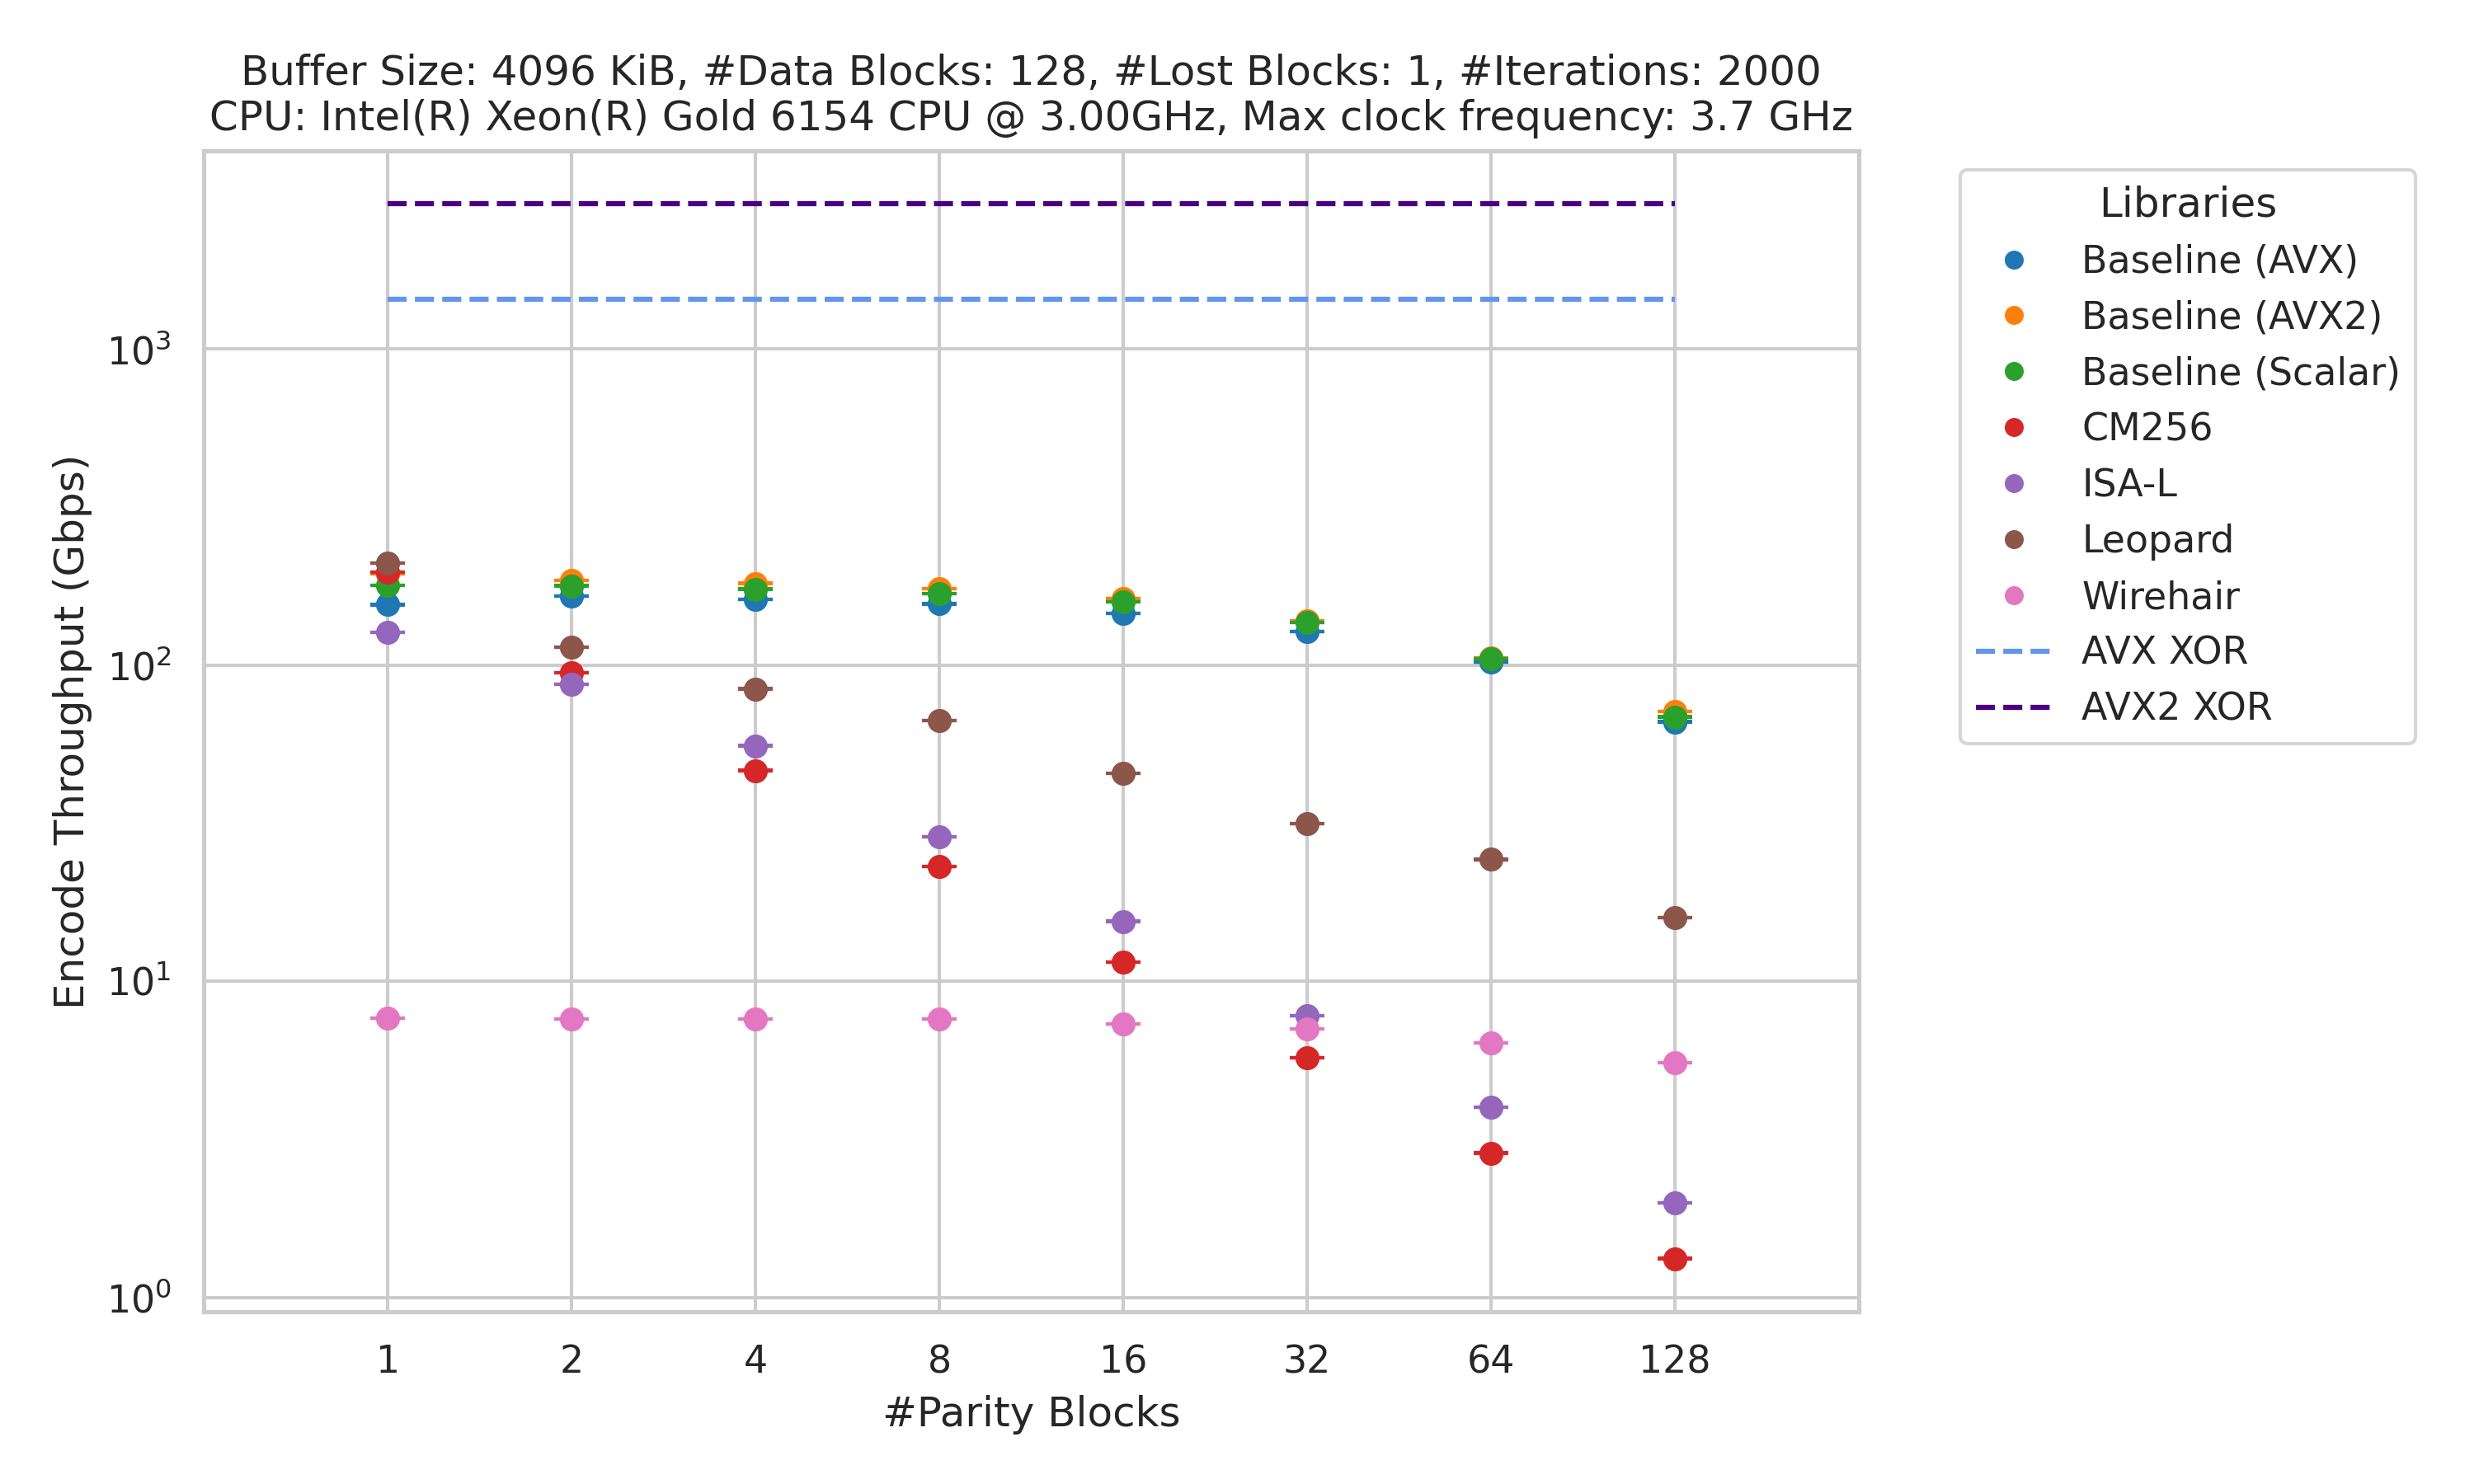 Buffer Size: 4096 KiB, #Data Blocks: 128, #Lost Blocks: 1, #Iterations: 2000
CPU: Intel(R) Xeon(R) Gold 6154 CPU @ 3.00GHz, Max clock frequency: 3.7 GHz
Encode Throughput (Gbps)
10³
10²
10¹
10⁰
1 2 4 8 16 32 64 128
#Parity Blocks
Libraries
Baseline (AVX)
Baseline (AVX2)
Baseline (Scalar)
CM256
ISA-L
Leopard
Wirehair
AVX XOR
AVX2 XOR